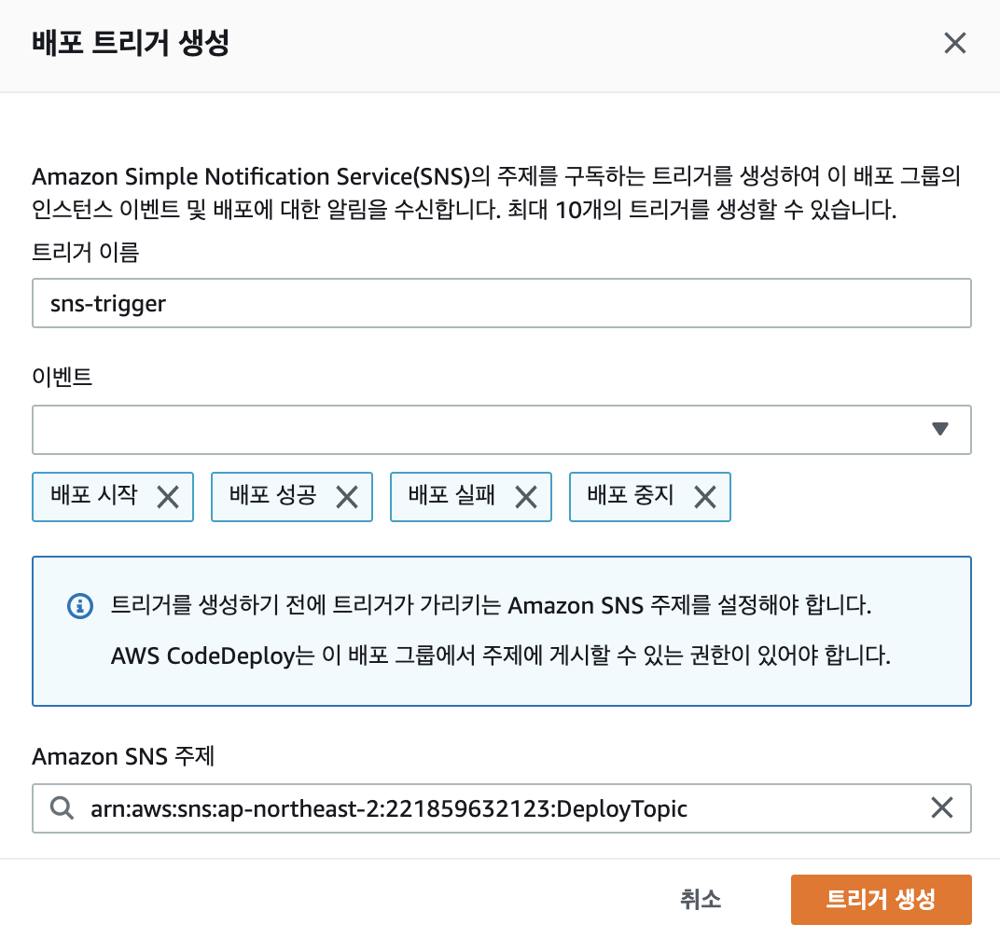 배포 트리거 생성
Amazon Simple Notification Service(SNS)의 주제를 구독하는 트리거를 생성하여 이 배포 그룹의
인스턴스 이벤트 및 배포에 대한 알림을 수신합니다. 최대 10개의 트리거를 생성할 수 있습니다.
트리거 이름
sns-trigger
이벤트
배포 시작 배포 성공 배포 실패 배포 중지
트리거를 생성하기 전에 트리거가 가리키는 Amazon SNS 주제를 설정해야 합니다.
AWS CodeDeploy는 이 배포 그룹에서 주제에 게시할 수 있는 권한이 있어야 합니다.
Amazon SNS 주제
arn:aws:sns:ap-northeast-2:221859632123:DeployTopic
취소 트리거 생성